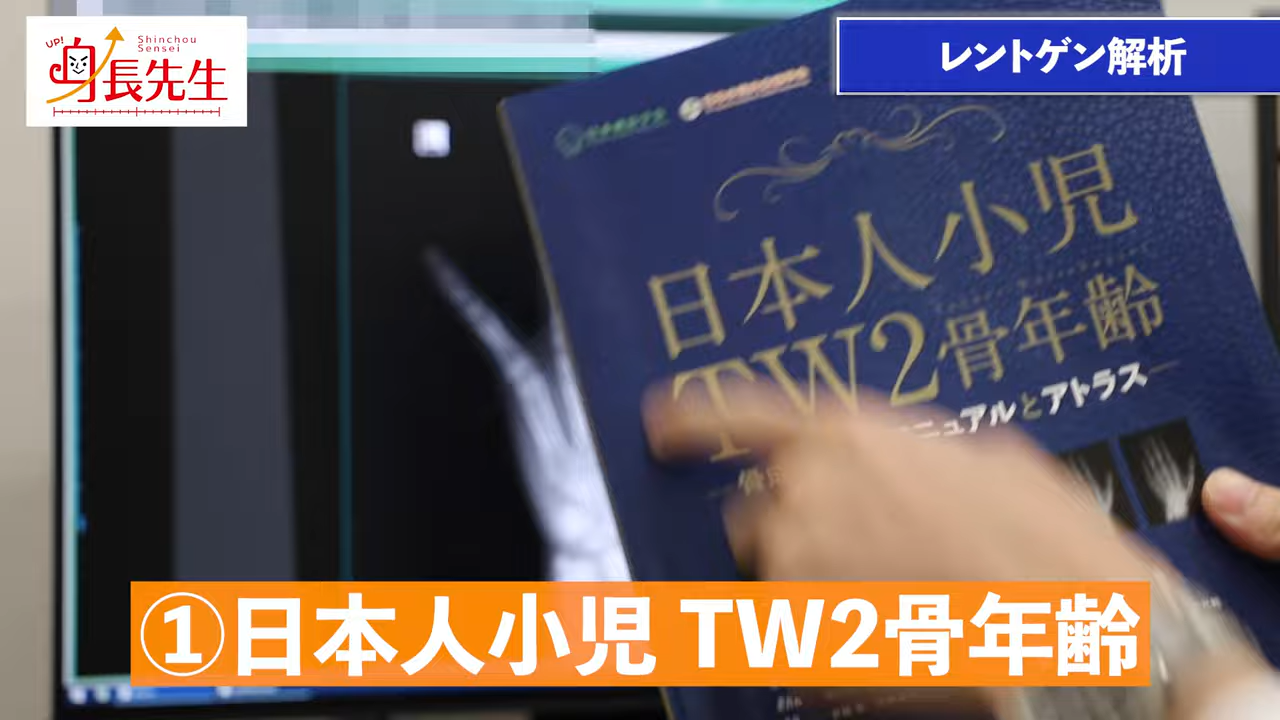 UP!
身長先生
Shinchou
Sensei
レントゲン解析
日本人小児
TW2骨年齢
ニュアルとアトラス
①日本人小児 TW2骨年齢